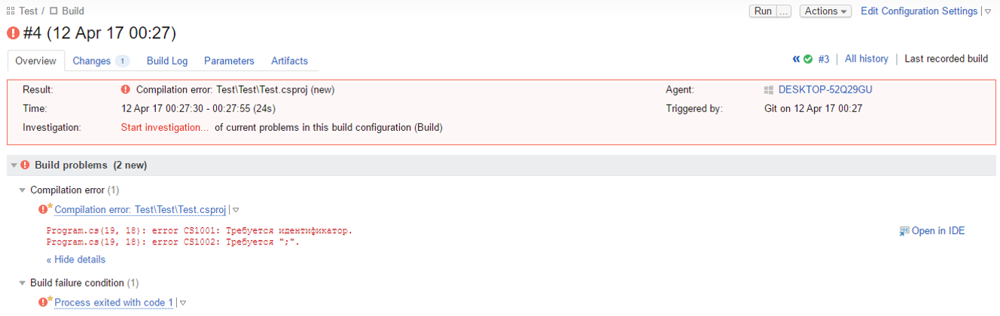 Test / Build
Run ... Actions Edit Configuration Settings
#4 (12 Apr 17 00:27)
Overview Changes 1 Build Log Parameters Artifacts « #3 All history Last recorded build
Result: Compilation error: Test\Test\Test.csproj (new) Agent: DESKTOP-52Q29GU
Time: 12 Apr 17 00:27:30 - 00:27:55 (24s) Triggered by: Git on 12 Apr 17 00:27
Investigation: Start investigation... of current problems in this build configuration (Build)
Build problems (2 new)
Compilation error (1)
Compilation error: Test\Test\Test.csproj
Program.cs(19, 18): error CS1001: Требуется идентификатор.
Program.cs(19, 18): error CS1002: Требуется ";".
Open in IDE
« Hide details
Build failure condition (1)
Process exited with code 1